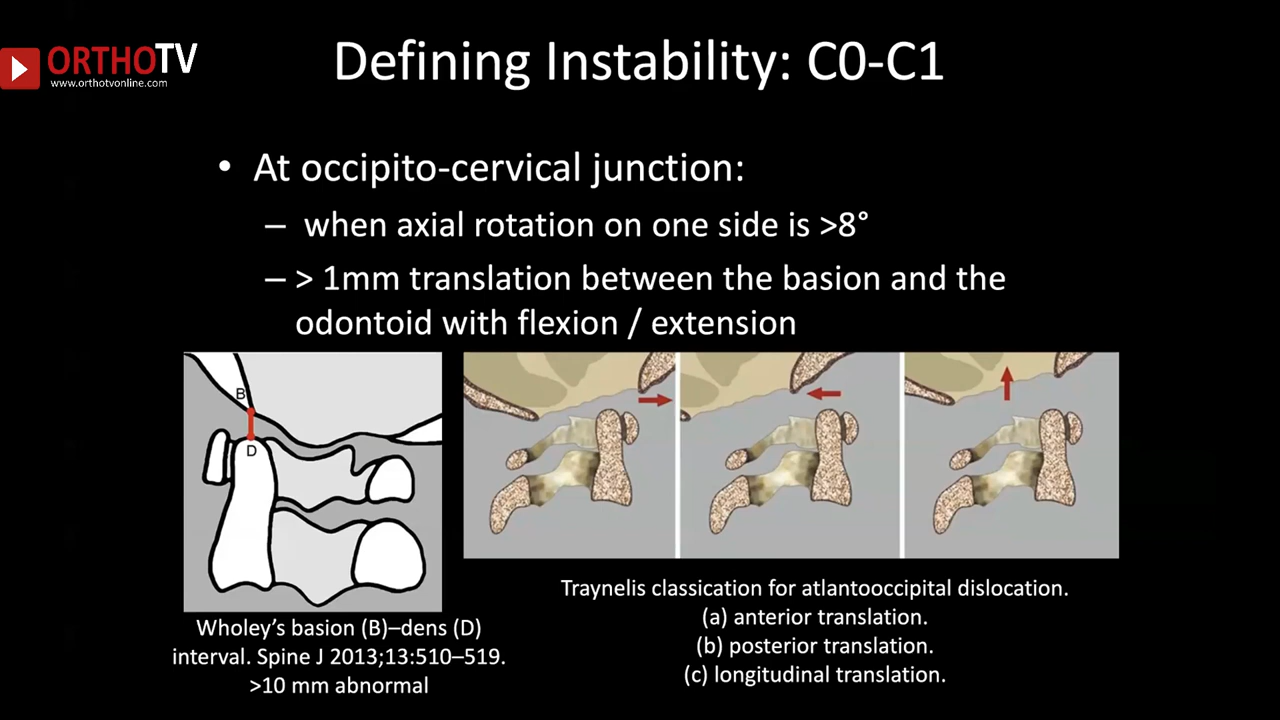 ORTHOTV
www.orthotvonline.com
Defining Instability: C0-C1
• At occipito-cervical junction:
– when axial rotation on one side is >8°
– > 1mm translation between the basion and the
odontoid with flexion / extension
B
D
Wholey's basion (B)–dens (D)
interval. Spine J 2013;13:510–519.
>10 mm abnormal
Traynelis classication for atlantooccipital dislocation.
(a) anterior translation.
(b) posterior translation.
(c) longitudinal translation.